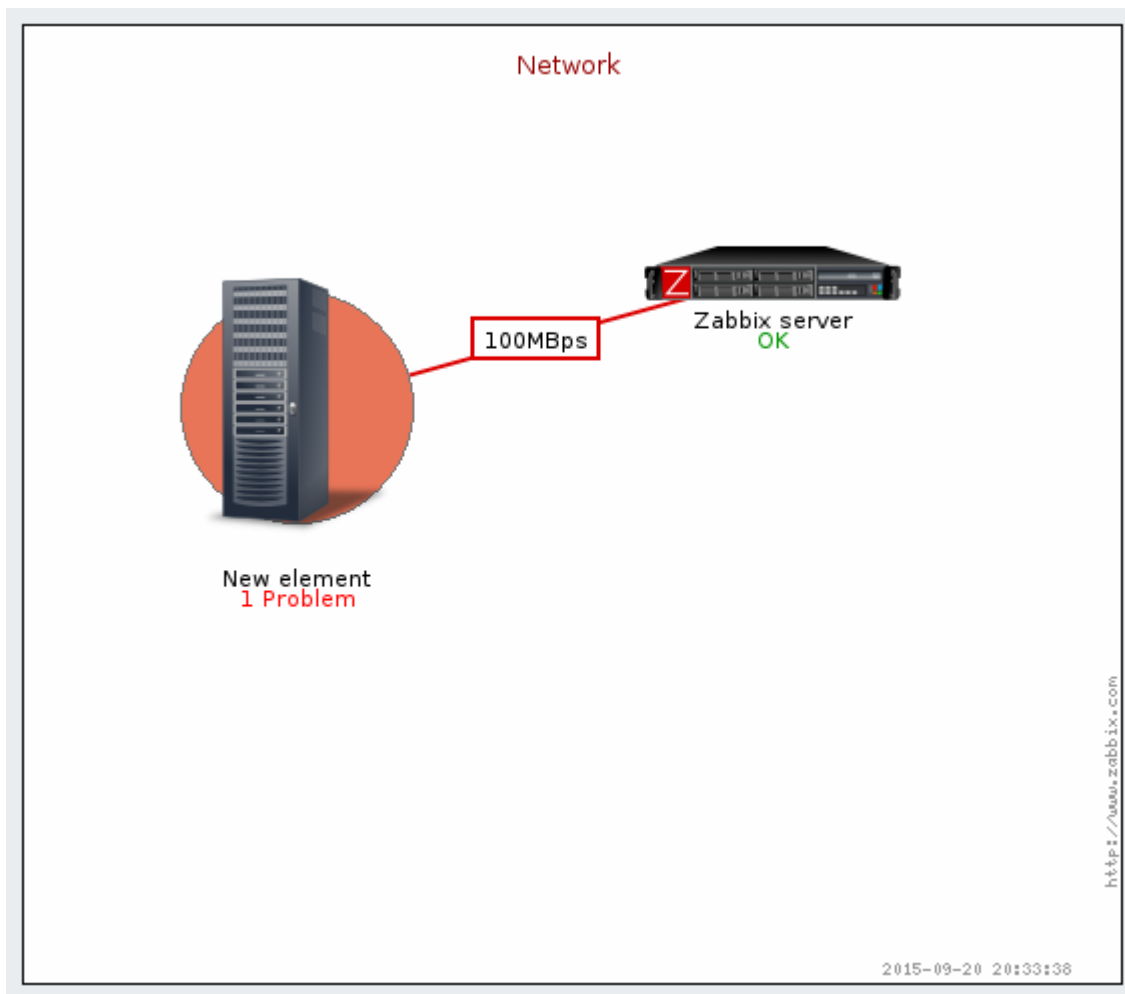 Network
Z
Zabbix server
OK
100MBps
New element
1 Problem
http://www.zabbix.com
2015-09-20 20:33:38